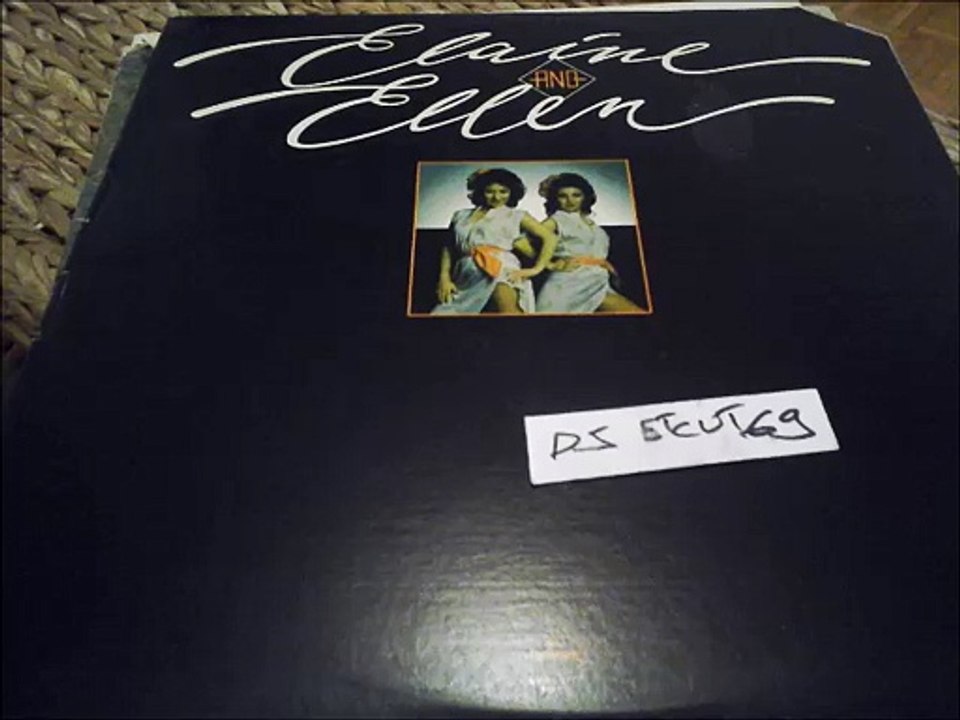 Elaine
AND
Ellen
DJ ETCUT69